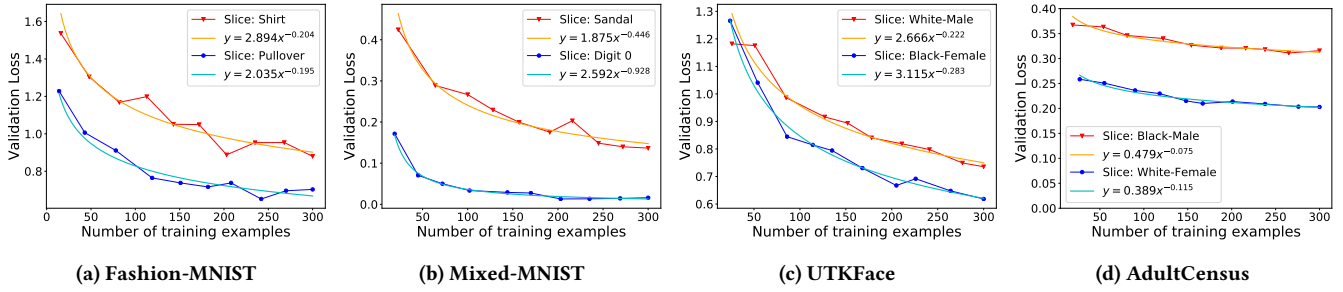 Validation Loss
1.6
1.4
1.2
1.0
0.8
Slice: Shirt
y = 2.894x^{-0.204}
Slice: Pullover
y = 2.035x^{-0.195}
0 50 100 150 200 250 300
Number of training examples
(a) Fashion-MNIST
Validation Loss
0.4
0.3
0.2
0.1
0.0
Slice: Sandal
y = 1.875x^{-0.446}
Slice: Digit 0
y = 2.592x^{-0.928}
50 100 150 200 250 300
Number of training examples
(b) Mixed-MNIST
Validation Loss
1.3
1.2
1.1
1.0
0.9
0.8
0.7
0.6
Slice: White-Male
y = 2.666x^{-0.222}
Slice: Black-Female
y = 3.115x^{-0.283}
50 100 150 200 250 300
Number of training examples
(c) UTKFace
Validation Loss
0.40
0.35
0.30
0.25
0.20
0.15
0.10
0.05
0.00
Slice: Black-Male
y = 0.479x^{-0.075}
Slice: White-Female
y = 0.389x^{-0.115}
0 50 100 150 200 250 300
Number of training examples
(d) AdultCensus